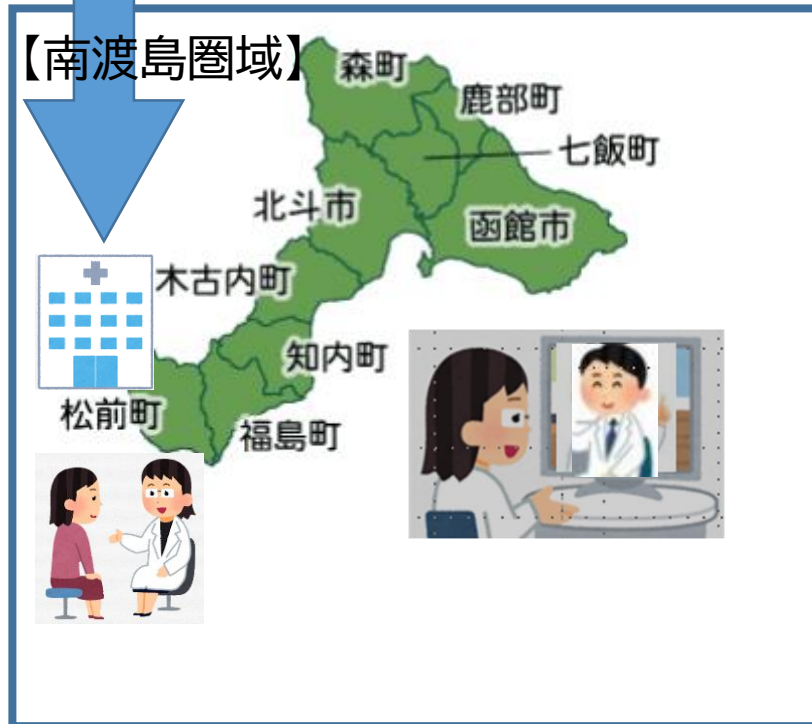 【南渡島圏域】
森町
鹿部町
七飯町
北斗市
函館市
木古内町
知内町
松前町
福島町